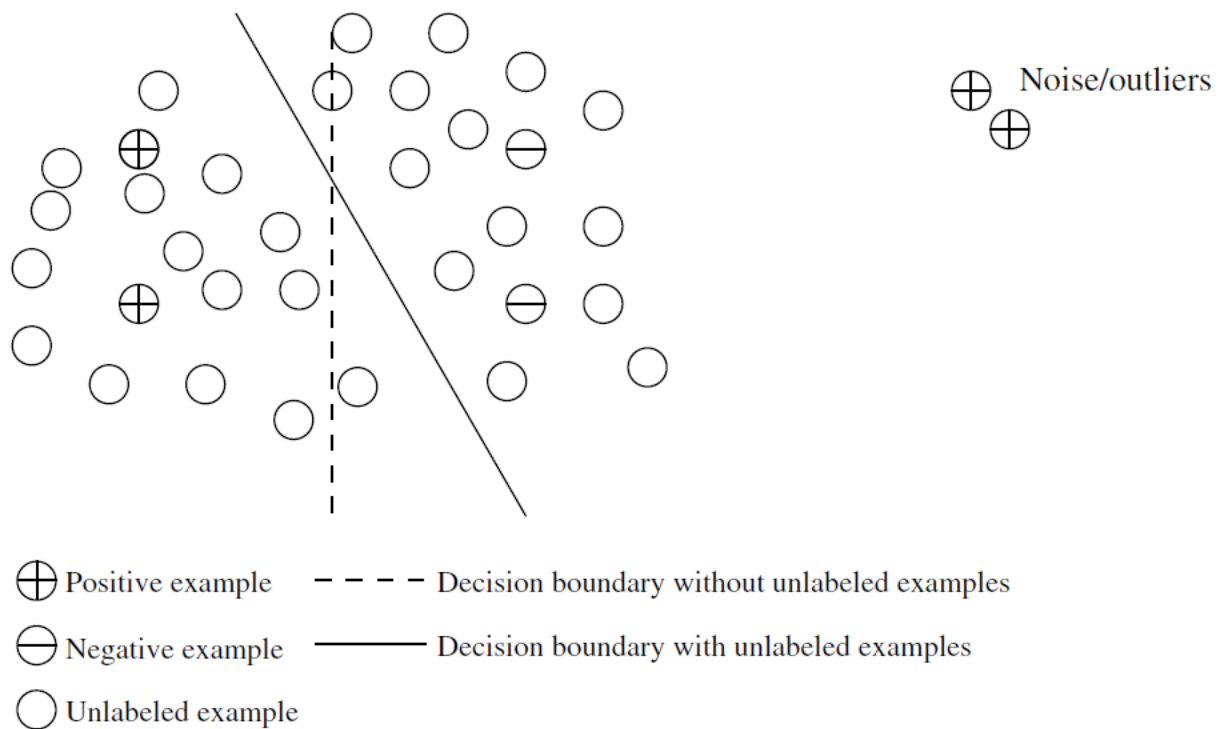 Noise/outliers
Positive example
Decision boundary without unlabeled examples
Negative example
Decision boundary with unlabeled examples
Unlabeled example